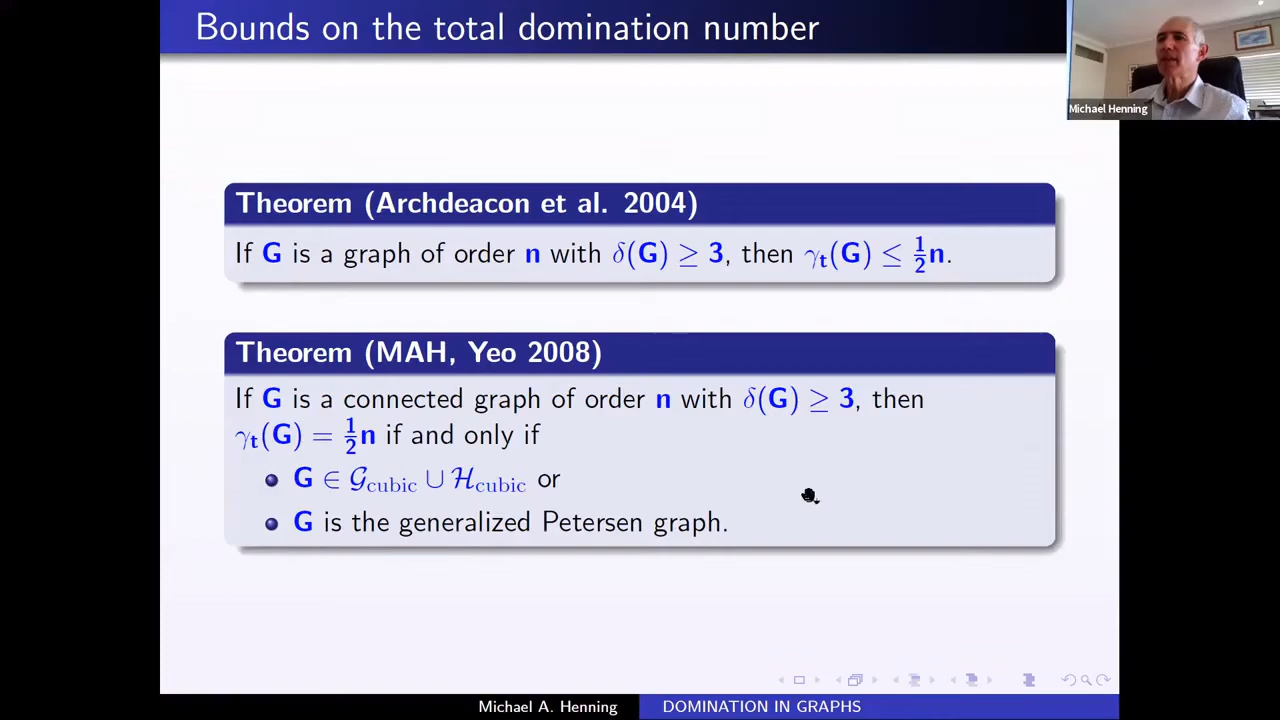 Bounds on the total domination number
Michael Henning
Theorem (Archdeacon et al. 2004)
If G is a graph of order n with δ(G) ≥ 3, then γt(G) ≤ ½n.
Theorem (MAH, Yeo 2008)
If G is a connected graph of order n with δ(G) ≥ 3, then
γt(G) = ½n if and only if
• G ∈ 𝒢cubic ∪ ℋcubic or
• G is the generalized Petersen graph.
Michael A. Henning
DOMINATION IN GRAPHS